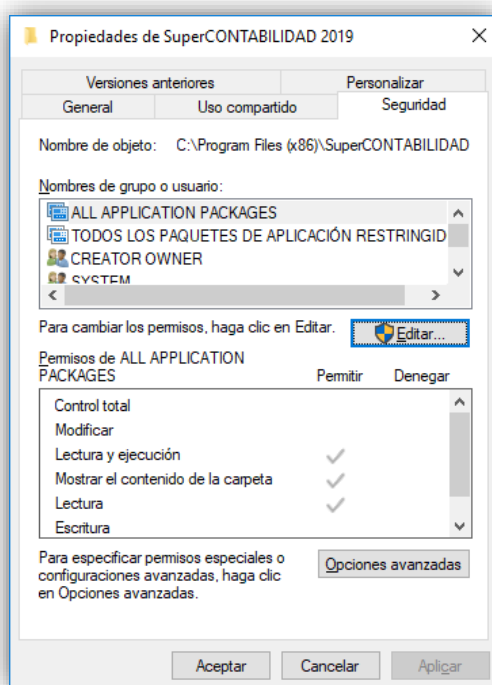 Propiedades de SuperCONTABILIDAD 2019
Versiones anteriores Personalizar
General Uso compartido Seguridad
Nombre de objeto: C:\Program Files (x86)\SuperCONTABILIDAD
Nombres de grupo o usuario:
ALL APPLICATION PACKAGES
TODOS LOS PAQUETES DE APLICACIÓN RESTRINGID
CREATOR OWNER
SYSTEM
Para cambiar los permisos, haga clic en Editar. Editar...
Permisos de ALL APPLICATION
PACKAGES Permitir Denegar
Control total
Modificar
Lectura y ejecución
Mostrar el contenido de la carpeta
Lectura
Escritura
Para especificar permisos especiales o
configuraciones avanzadas, haga clic
en Opciones avanzadas.
Opciones avanzadas
Aceptar Cancelar Aplicar